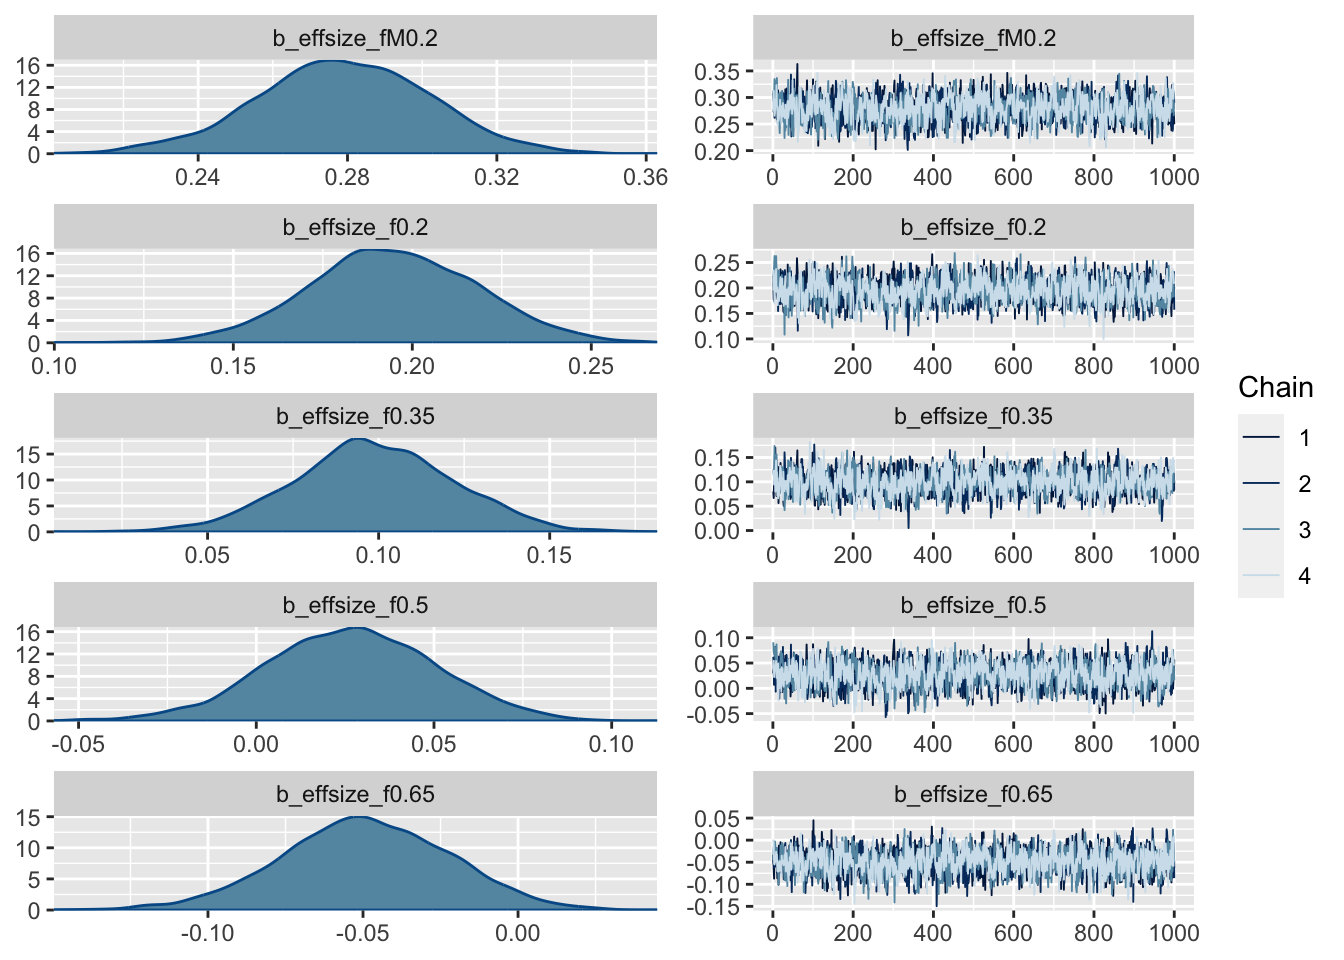 b_effsize_fM0.2
16
12
8
4
0
0.24 0.28 0.32 0.36
b_effsize_fM0.2
0.35
0.30
0.25
0.20
0 200 400 600 800 1000
b_effsize_f0.2
16
12
8
4
0
0.10 0.15 0.20 0.25
b_effsize_f0.2
0.25
0.20
0.15
0.10
0 200 400 600 800 1000
b_effsize_f0.35
15
10
5
0
0.05 0.10 0.15
b_effsize_f0.35
0.15
0.10
0.05
0.00
0 200 400 600 800 1000
b_effsize_f0.5
16
12
8
4
0
-0.05 0.00 0.05 0.10
b_effsize_f0.5
0.10
0.05
0.00
-0.05
0 200 400 600 800 1000
b_effsize_f0.65
15
10
5
0
-0.10 -0.05 0.00
b_effsize_f0.65
0.05
0.00
-0.05
-0.10
-0.15
0 200 400 600 800 1000
Chain
1
2
3
4